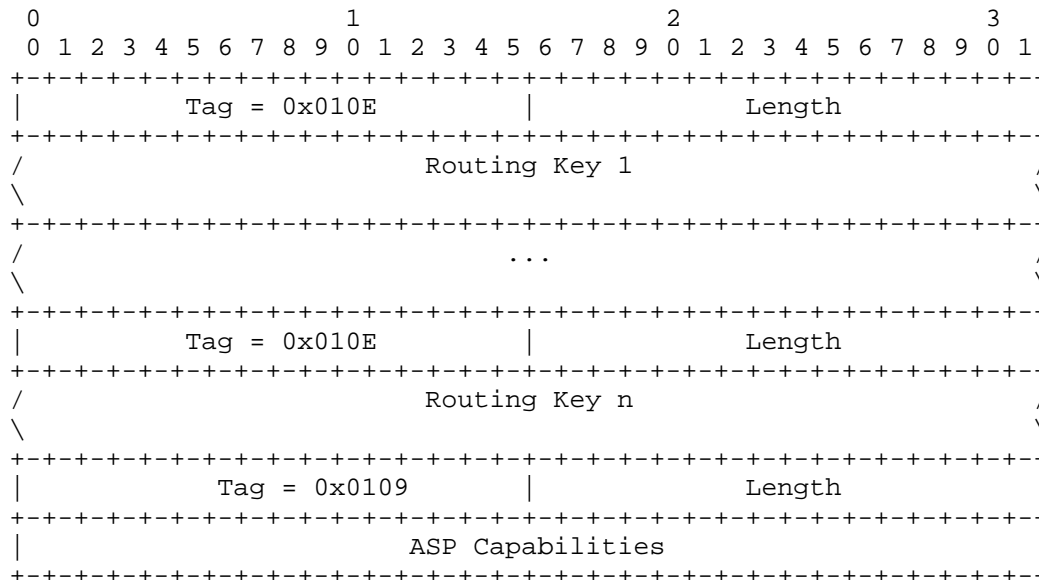 0                   1                   2                   3
 0 1 2 3 4 5 6 7 8 9 0 1 2 3 4 5 6 7 8 9 0 1 2 3 4 5 6 7 8 9 0 1
+-+-+-+-+-+-+-+-+-+-+-+-+-+-+-+-+-+-+-+-+-+-+-+-+-+-+-+-+-+-+-+-
|          Tag = 0x010E         |             Length
+-+-+-+-+-+-+-+-+-+-+-+-+-+-+-+-+-+-+-+-+-+-+-+-+-+-+-+-+-+-+-+-
/                         Routing Key 1                         /
\                                                               \
+-+-+-+-+-+-+-+-+-+-+-+-+-+-+-+-+-+-+-+-+-+-+-+-+-+-+-+-+-+-+-+-
/                              ...                              /
\                                                               \
+-+-+-+-+-+-+-+-+-+-+-+-+-+-+-+-+-+-+-+-+-+-+-+-+-+-+-+-+-+-+-+-
|          Tag = 0x010E         |             Length
+-+-+-+-+-+-+-+-+-+-+-+-+-+-+-+-+-+-+-+-+-+-+-+-+-+-+-+-+-+-+-+-
/                         Routing Key n                         /
\                                                               \
+-+-+-+-+-+-+-+-+-+-+-+-+-+-+-+-+-+-+-+-+-+-+-+-+-+-+-+-+-+-+-+-
|            Tag = 0x0109       |             Length
+-+-+-+-+-+-+-+-+-+-+-+-+-+-+-+-+-+-+-+-+-+-+-+-+-+-+-+-+-+-+-+-
|                        ASP Capabilities
+-+-+-+-+-+-+-+-+-+-+-+-+-+-+-+-+-+-+-+-+-+-+-+-+-+-+-+-+-+-+-+-